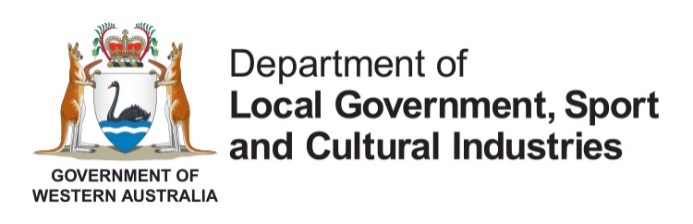 Department of
Local Government, Sport
and Cultural Industries
GOVERNMENT OF
WESTERN AUSTRALIA